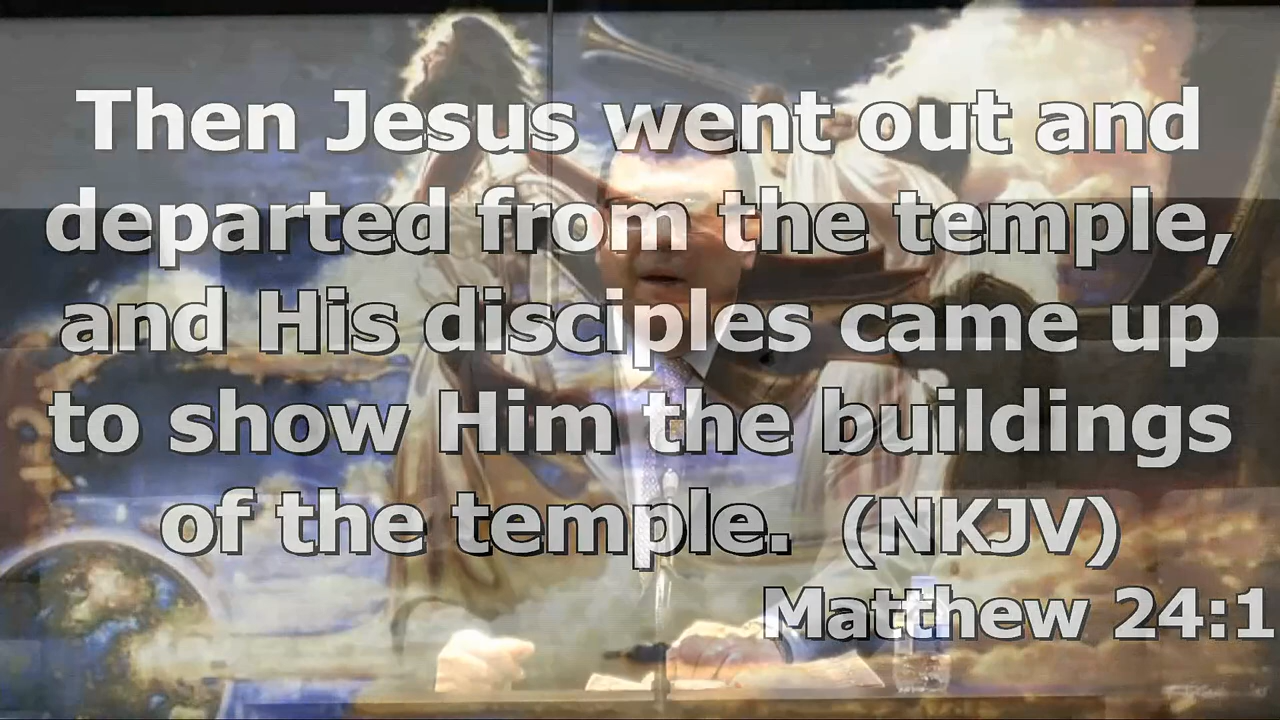 Then Jesus went out and
departed from the temple,
and His disciples came up
to show Him the buildings
of the temple. (NKJV)
Matthew 24:1